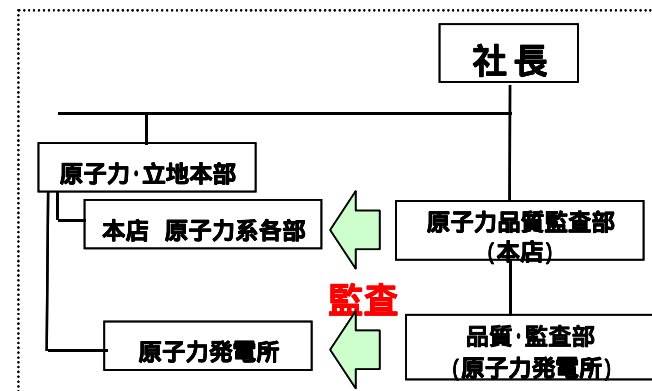 社長
原子力・立地本部
本店 原子力系各部
原子力品質監査部
(本店)
監査
原子力発電所
品質・監査部
(原子力発電所)